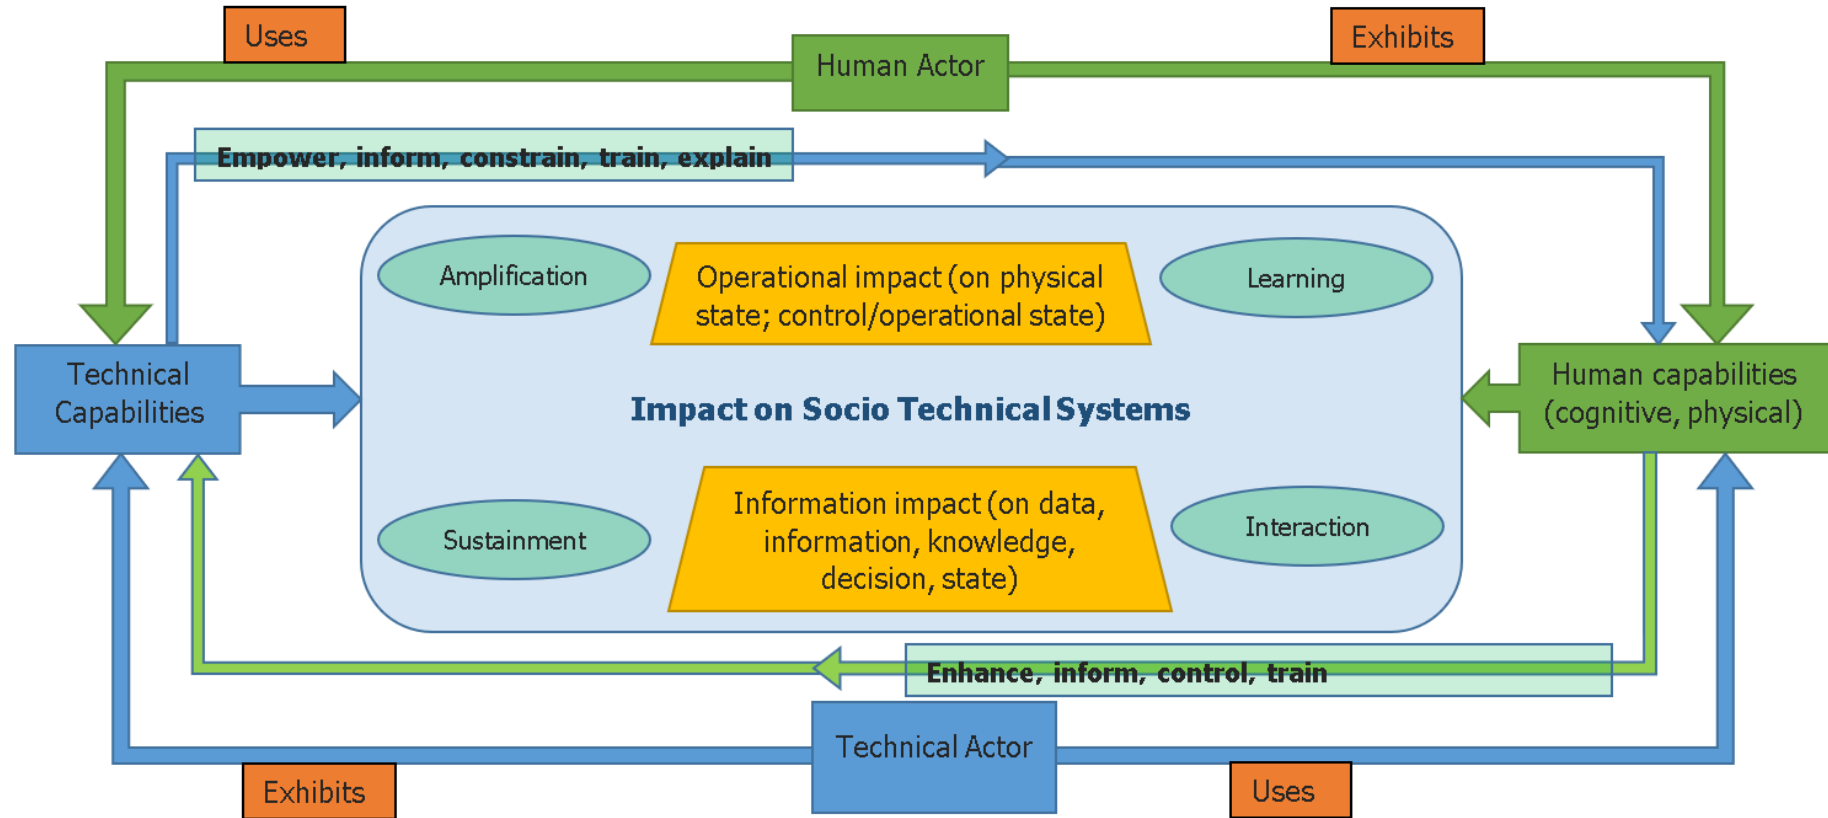 Uses
Exhibits
Human Actor
Empower, inform, constrain, train, explain
Amplification
Operational impact (on physical
state; control/operational state)
Learning
Technical
Capabilities
Impact on Socio Technical Systems
Human capabilities
(cognitive, physical)
Sustainment
Information impact (on data,
information, knowledge,
decision, state)
Interaction
Enhance, inform, control, train
Technical Actor
Exhibits
Uses